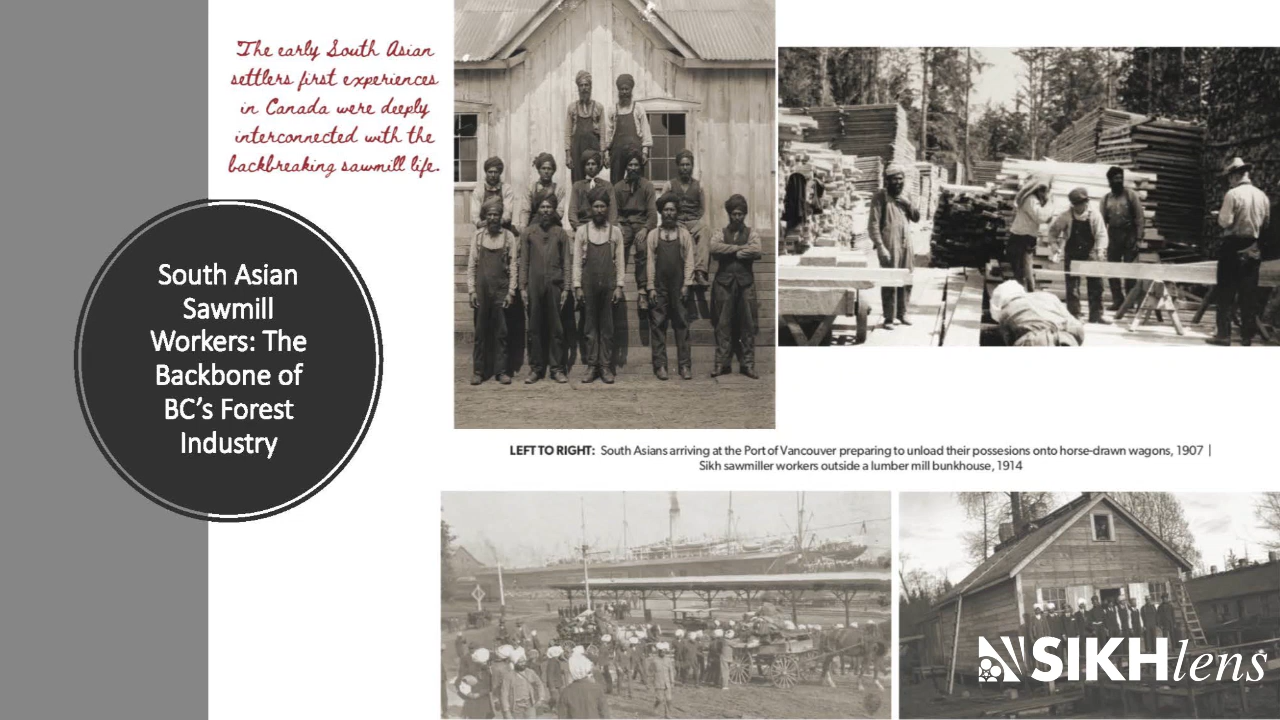 The early South Asian
settlers first experiences
in Canada were deeply
interconnected with the
backbreaking sawmill life.
South Asian
Sawmill
Workers: The
Backbone of
BC’s Forest
Industry
LEFT TO RIGHT: South Asians arriving at the Port of Vancouver preparing to unload their possesions onto horse-drawn wagons, 1907 |
Sikh sawmiller workers outside a lumber mill bunkhouse, 1914
SIKHlens